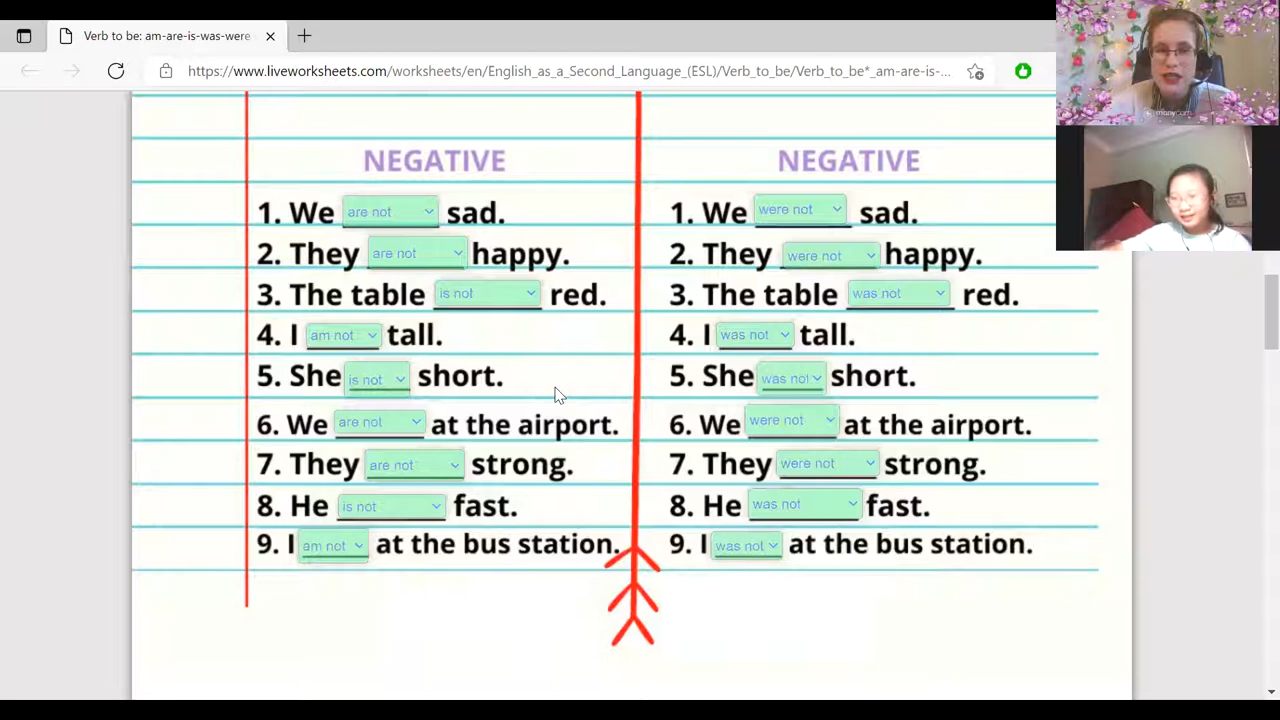 Verb to be: am-are-is-was-were
https://www.liveworksheets.com/worksheets/en/English_as_a_Second_Language_(ESL)/Verb_to_be/Verb_to_be*_am-are-is-...
NEGATIVE
1. We are not sad.
2. They are not happy.
3. The table is not red.
4. I am not tall.
5. She is not short.
6. We are not at the airport.
7. They are not strong.
8. He is not fast.
9. I am not at the bus station.
NEGATIVE
1. We were not sad.
2. They were not happy.
3. The table was not red.
4. I was not tall.
5. She was not short.
6. We were not at the airport.
7. They were not strong.
8. He was not fast.
9. I was not at the bus station.